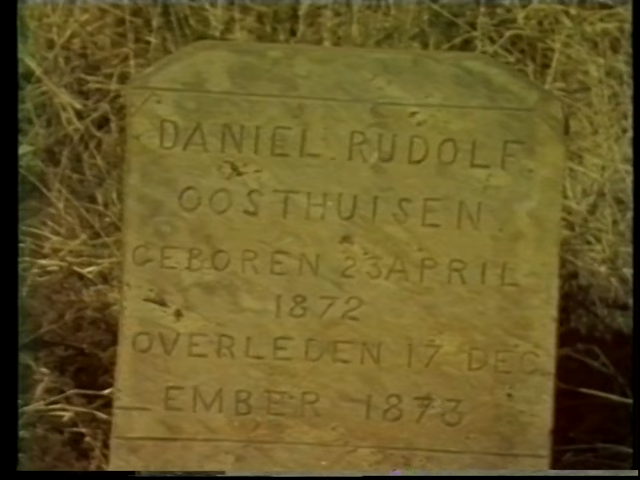 DANIEL RUDOLF.
OOSTHUISEN.
GEBOREN 23 APRIL
1872
OVERLEDEN 17 DEC
EMBER 1873